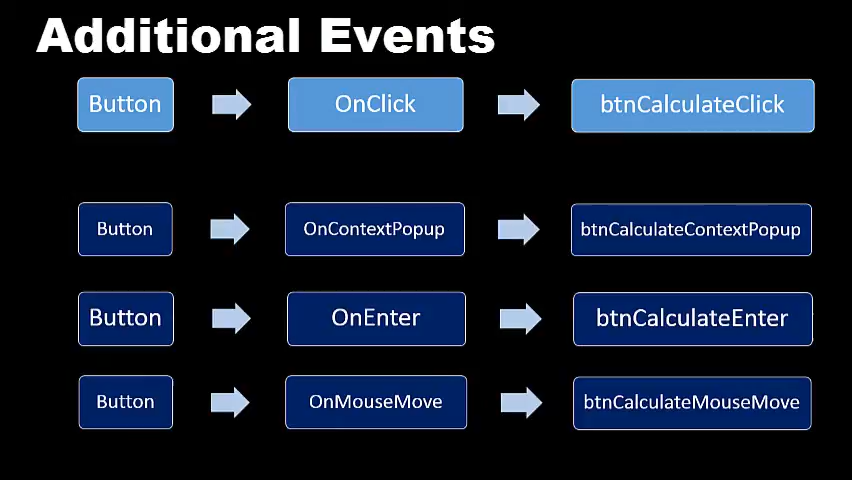 Additional Events
Button OnClick btnCalculateClick
Button OnContextPopup btnCalculateContextPopup
Button OnEnter btnCalculateEnter
Button OnMouseMove btnCalculateMouseMove